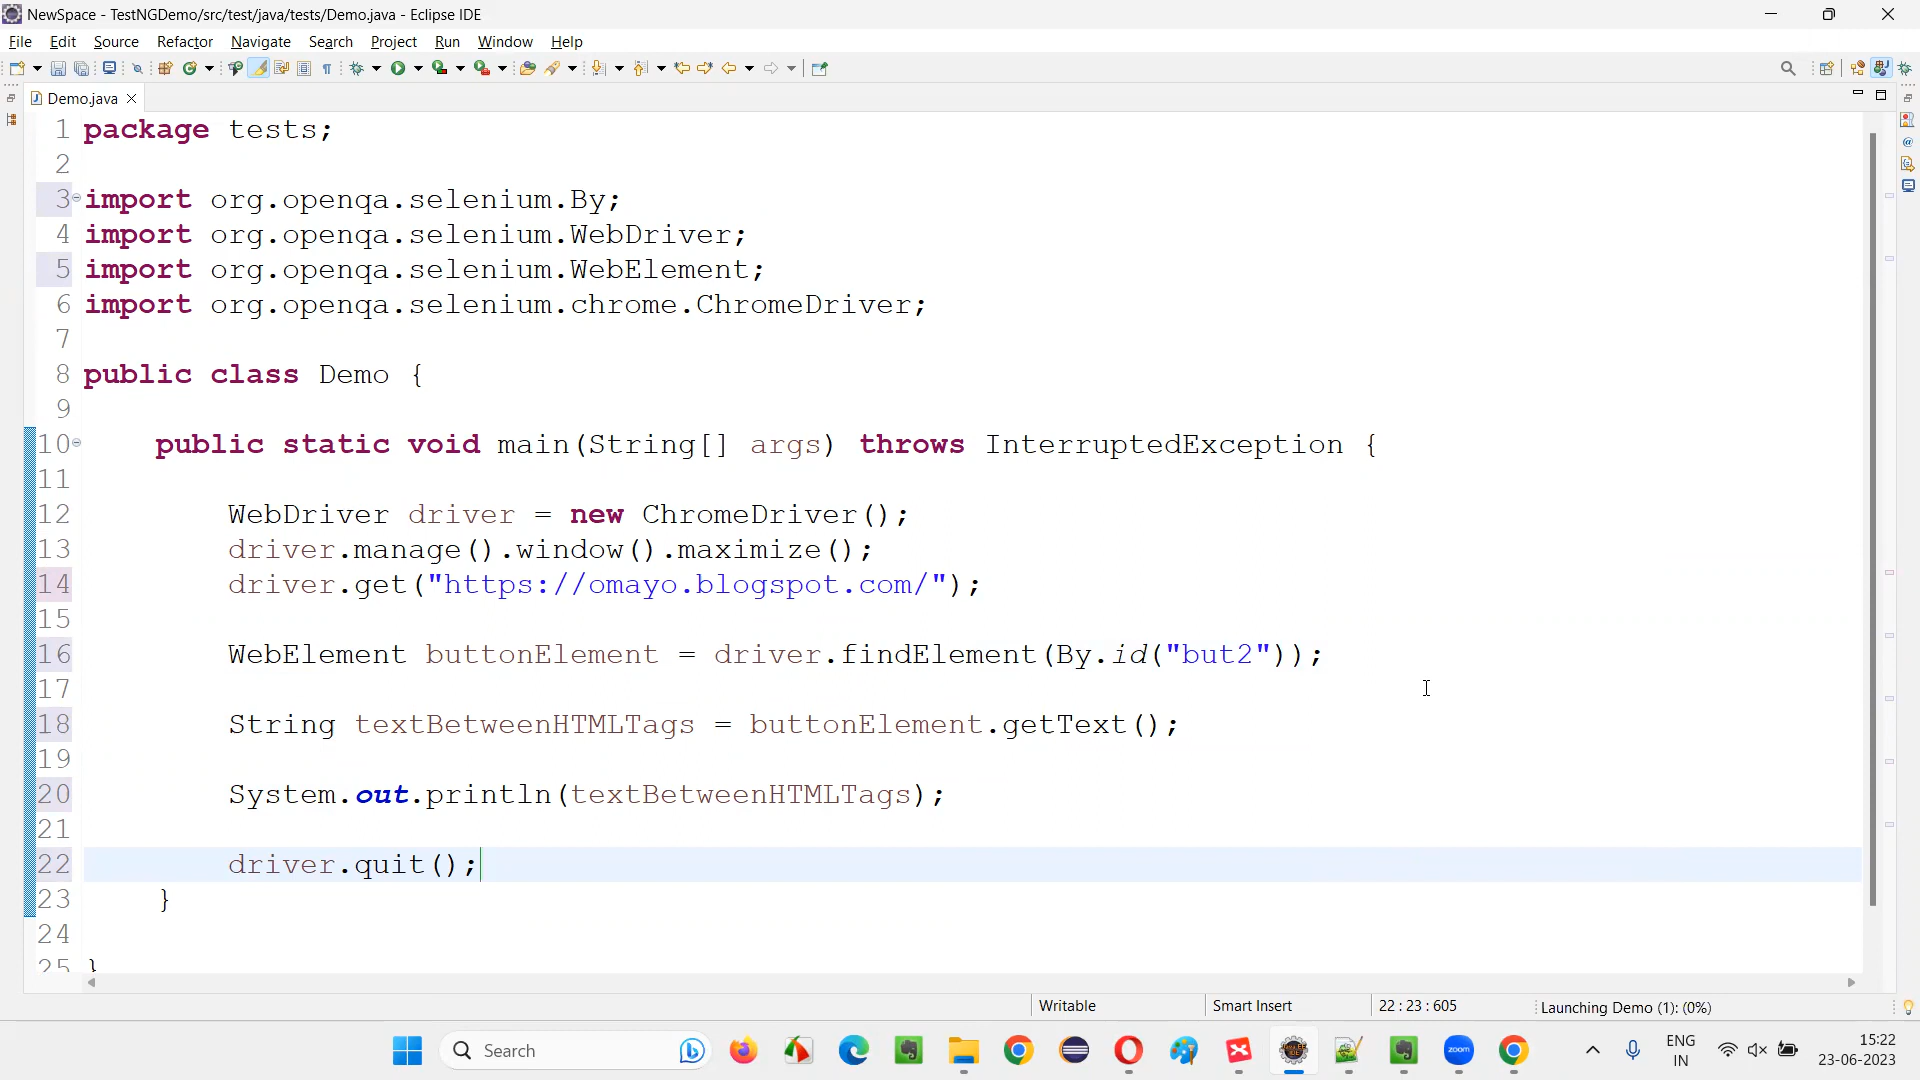 NewSpace - TestNGDemo/src/test/java/tests/Demo.java - Eclipse IDE
File Edit Source Refactor Navigate Search Project Run Window Help
Demo.java
1 package tests;
2
3 import org.openqa.selenium.By;
4 import org.openqa.selenium.WebDriver;
5 import org.openqa.selenium.WebElement;
6 import org.openqa.selenium.chrome.ChromeDriver;
7
8 public class Demo {
9
10 public static void main(String[] args) throws InterruptedException {
11
12 WebDriver driver = new ChromeDriver();
13 driver.manage().window().maximize();
14 driver.get("https://omayo.blogspot.com/");
15
16 WebElement buttonElement = driver.findElement(By.id("but2"));
17
18 String textBetweenHTMLTags = buttonElement.getText();
19
20 System.out.println(textBetweenHTMLTags);
21
22 driver.quit();
23 }
24
25 }
Writable Smart Insert 22 : 23 : 605 Launching Demo (1): (0%)
Search zoom ENG 15:22
IN 23-06-2023